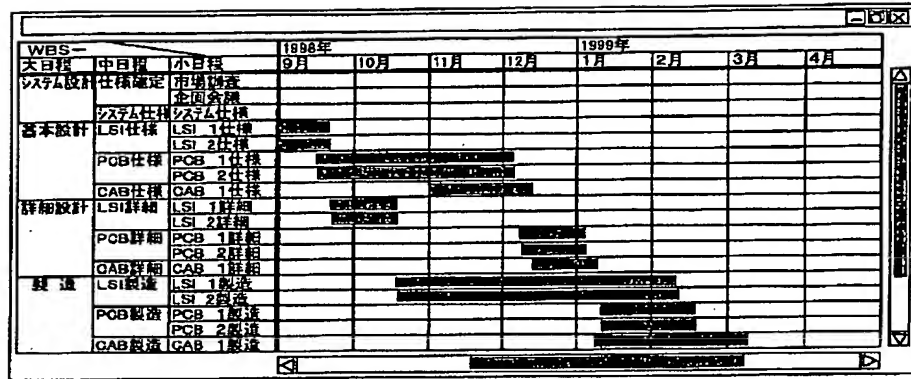 WBS 1998年 1999年
大日程 中日程 小日程 9月 10月 11月 12月 1月 2月 3月 4月
システム設計 仕様確定 市場調査
企画会議
システム仕様 システム仕様
基本設計 LSI仕様 LSI 1仕様
LSI 2仕様
PCB仕様 PCB 1仕様
PCB 2仕様
CAB仕様 CAB 1仕様
詳細設計 LSI詳細 LSI 1詳細
LSI 2詳細
PCB詳細 PCB 1詳細
PCB 2詳細
CAB詳細 CAB 1詳細
製造 LSI製造 LSI 1製造
LSI 2製造
PCB製造 PCB 1製造
PCB 2製造
CAB製造 CAB 1製造